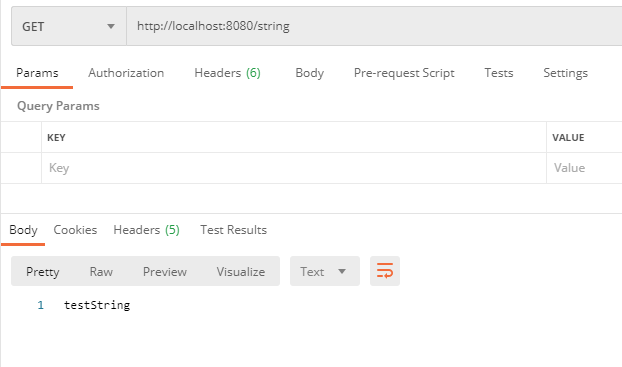 GET http://localhost:8080/string
Params Authorization Headers (6) Body Pre-request Script Tests Settings
Query Params
KEY VALUE
Key Value
Body Cookies Headers (5) Test Results
Pretty Raw Preview Visualize Text
1 testString